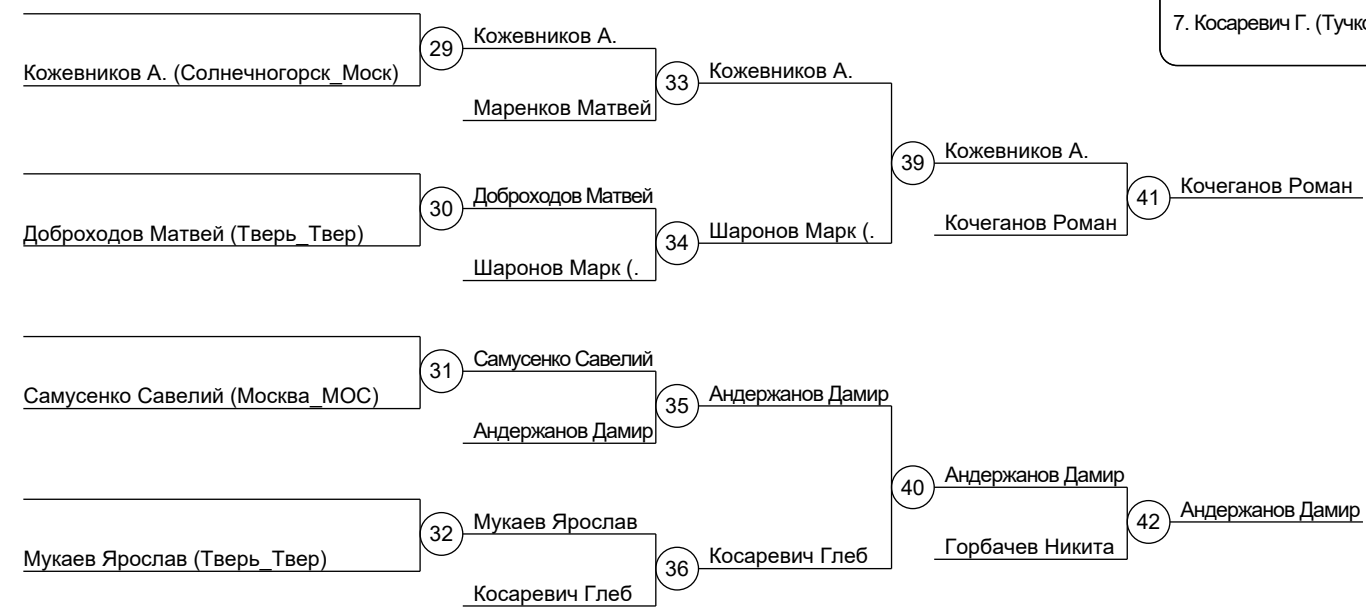 7. Косаревич Г. (Тучко
29
Кожевников А.
Кожевников А. (Солнечногорск_Моск)
33
Кожевников А.
Маренков Матвей
39
Кожевников А.
30
Доброходов Матвей
Доброходов Матвей (Тверь_Твер)
34
Шаронов Марк (.
Шаронов Марк (.
Кочеганов Роман
41
Кочеганов Роман
31
Самусенко Савелий
Самусенко Савелий (Москва_МОС)
35
Андержанов Дамир
Андержанов Дамир
40
Андержанов Дамир
32
Мукаев Ярослав
Мукаев Ярослав (Тверь_Твер)
36
Косаревич Глеб
Косаревич Глеб
Горбачев Никита
42
Андержанов Дамир